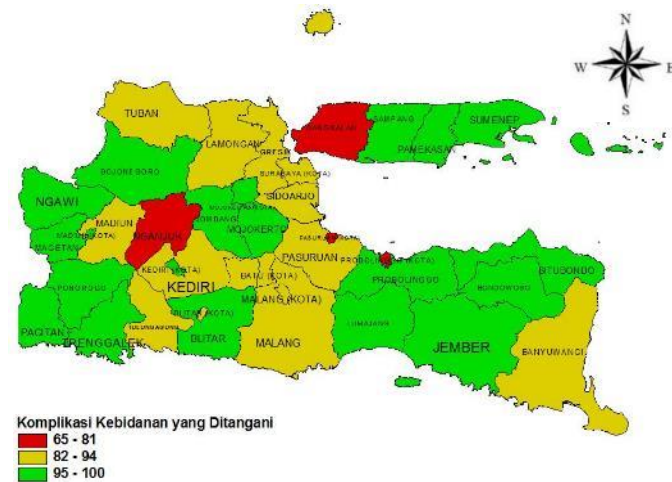 N
W E
S
TUBAN
LAMONGAN
GRESIK
BANGKALAN
SAMPANG
PAMEKASA
SUMENEP
BOJONEGORO
SURABAYA (KOTA)
SIDOARJO
NGAWI
MADIUN
NGANJUK
JOMBANG
MOJOKERTO
MAGETAN
KEDIRI (KOTA)
KEDIRI
BATU (KOTA)
PASURUAN
PROBOLINGGO
SITUBONDO
BONDOWOSO
PONOROGO
MALANG (KOTA)
BLITAR (KOTA)
TULUNGAGUNG
PACITAN
TRENGGALEK
BLITAR
MALANG
LUMAJANG
JEMBER
BANYUWANGI
Komplikasi Kebidanan yang Ditangani
65 - 81
82 - 94
95 - 100